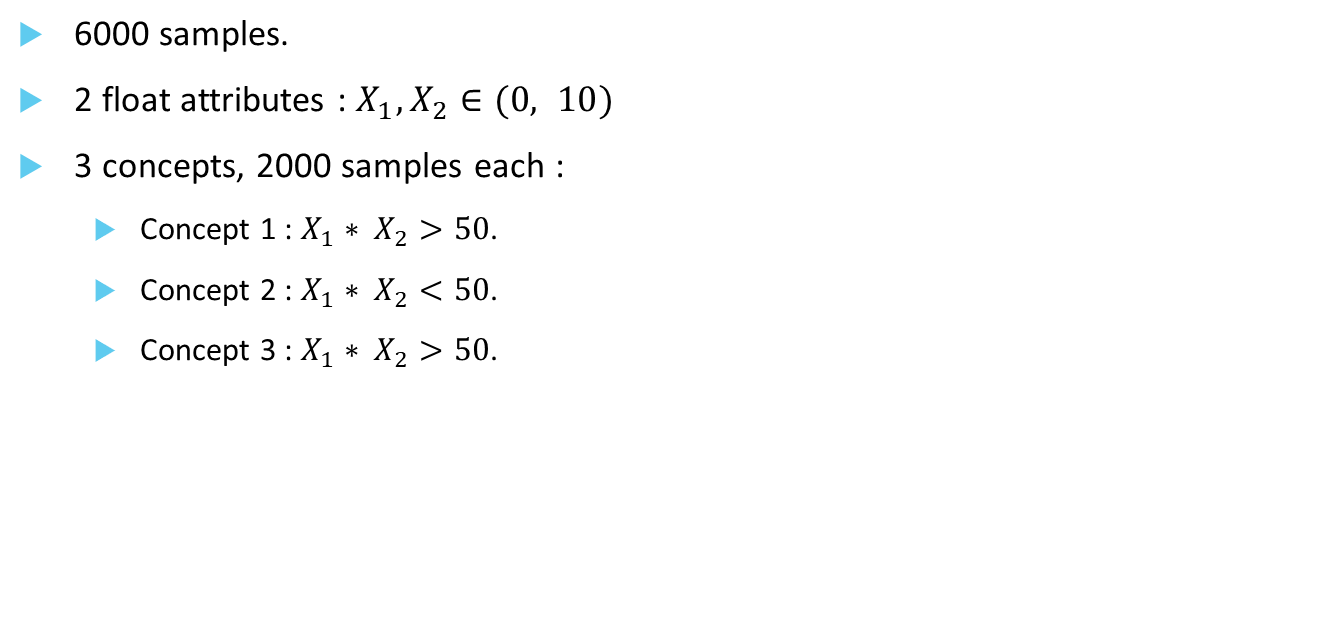 6000 samples.
2 float attributes : X₁, X₂ ∈ (0, 10)
3 concepts, 2000 samples each :
Concept 1 : X₁ * X₂ > 50.
Concept 2 : X₁ * X₂ < 50.
Concept 3 : X₁ * X₂ > 50.